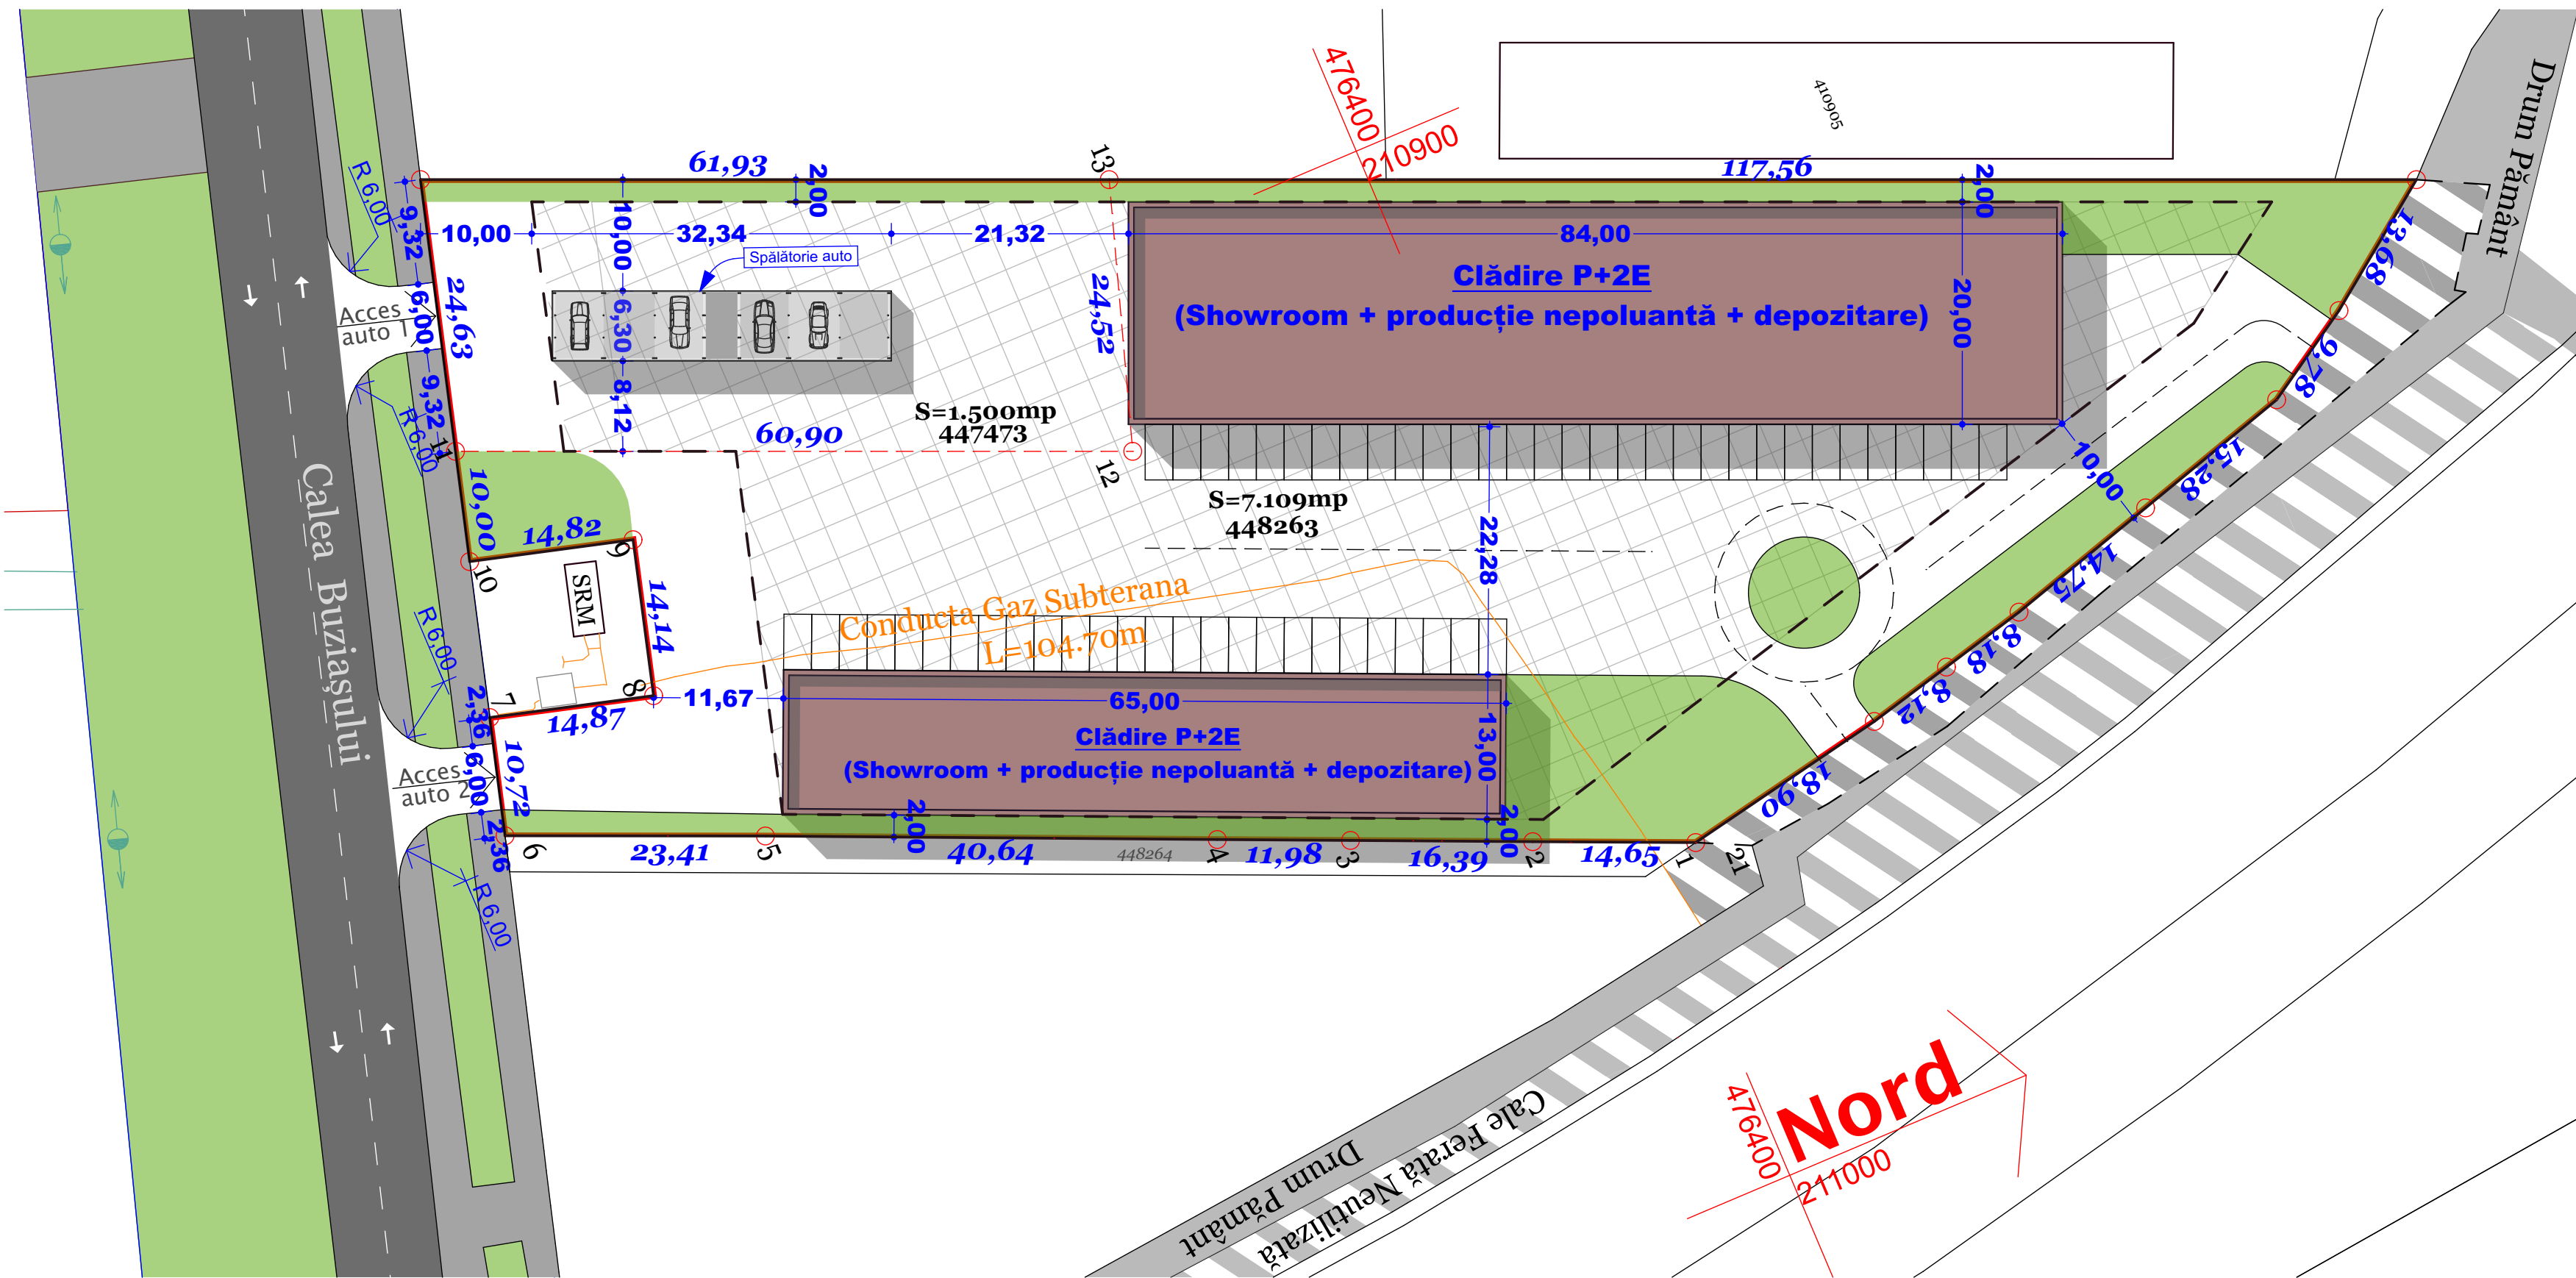 476400
210900
410905
Drum Pământ
61,93
13
117,56
2,00
2,00
R 6,00
9,32
10,00
10,00
32,34
21,32
84,00
13,68
Spălătorie auto
Clădire P+2E
(Showroom + producție nepoluantă + depozitare)
24,63
6,00
Acces
auto 1
6,30
24,52
20,00
9,78
9,32
R 6,00
8,12
S=1.500mp
447473
60,90
11
12
10,00
15,28
Calea Buziașului
10,00
14,82
9
10
S=7.109mp
448263
22,28
14,75
SRM
14,14
Conducta Gaz Subterana
L=104.70m
R 6,00
8,18
8
7
2,36
14,87
11,67
65,00
8,12
Clădire P+2E
(Showroom + producție nepoluantă + depozitare)
13,00
Acces
auto 2
6,00
10,72
18,90
2,36
2,00
2,00
6
23,41
5
40,64
448264
4
11,98
3
16,39
2
14,65
1
21
R 6,00
Nord
476400
211000
Drum Pământ
Cale Ferată Neutilizată